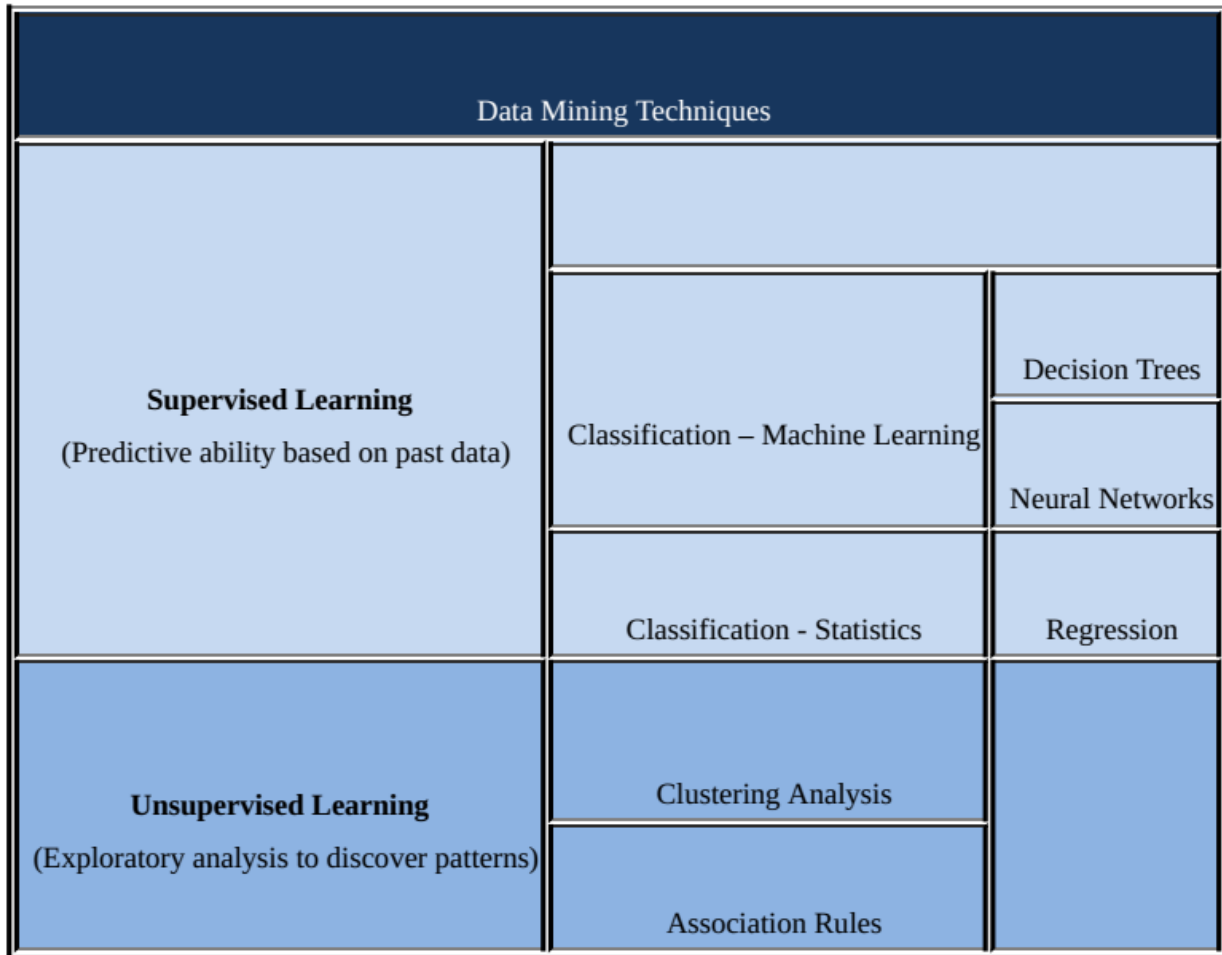 Data Mining Techniques
Supervised Learning
(Predictive ability based on past data)
Classification – Machine Learning
Decision Trees
Neural Networks
Classification - Statistics
Regression
Unsupervised Learning
(Exploratory analysis to discover patterns)
Clustering Analysis
Association Rules